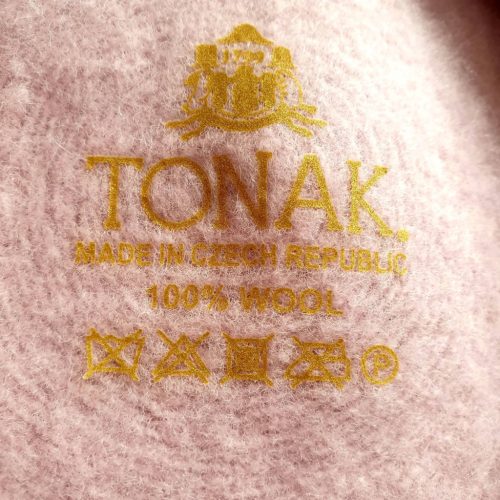 TONAK.
MADE IN CZECH REPUBLIC
100% WOOL
P